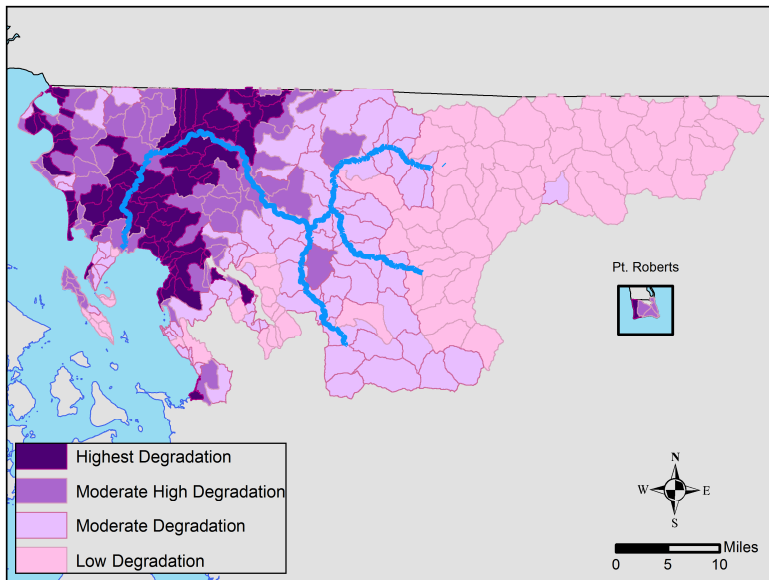 Pt. Roberts
Highest Degradation
Moderate High Degradation
Moderate Degradation
Low Degradation
N
W E
S
Miles
0 5 10